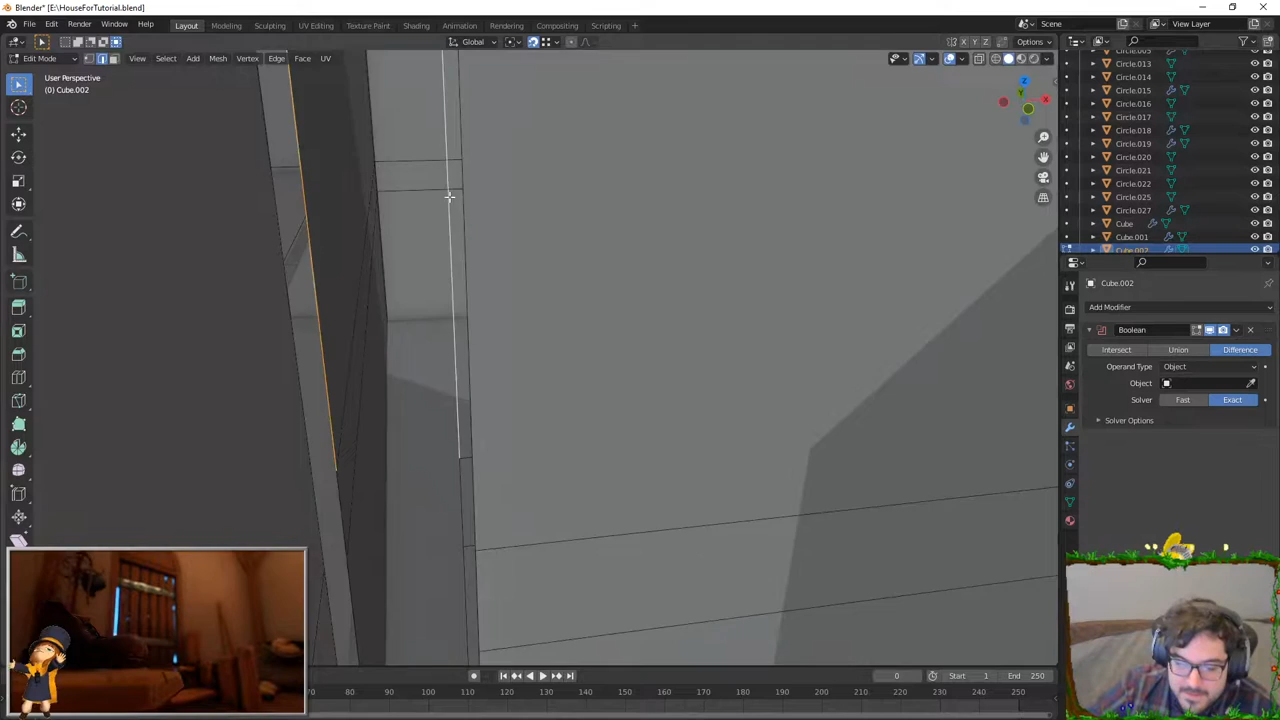 Blender* [E:\HouseForTutorial.blend]
File Edit Render Window Help Layout Modeling Sculpting UV Editing Texture Paint Shading Animation Rendering Compositing Scripting + Scene View Layer
Global Options
Edit Mode View Select Add Mesh Vertex Edge Face UV
User Perspective
(0) Cube.002
X Y Z
Z
Y
X
Circle.005
Circle.013
Circle.014
Circle.015
Circle.016
Circle.017
Circle.018
Circle.019
Circle.020
Circle.021
Circle.022
Circle.025
Circle.027
Cube
Cube.001
Cube.002
Cube.002
Add Modifier
Boolean
Intersect Union Difference
Operand Type Object
Object
Solver Fast Exact
Solver Options
0 Start 1 End 250
70 80 90 100 110 120 130 140 150 160 170 180 190 200 210 220 230 240 250